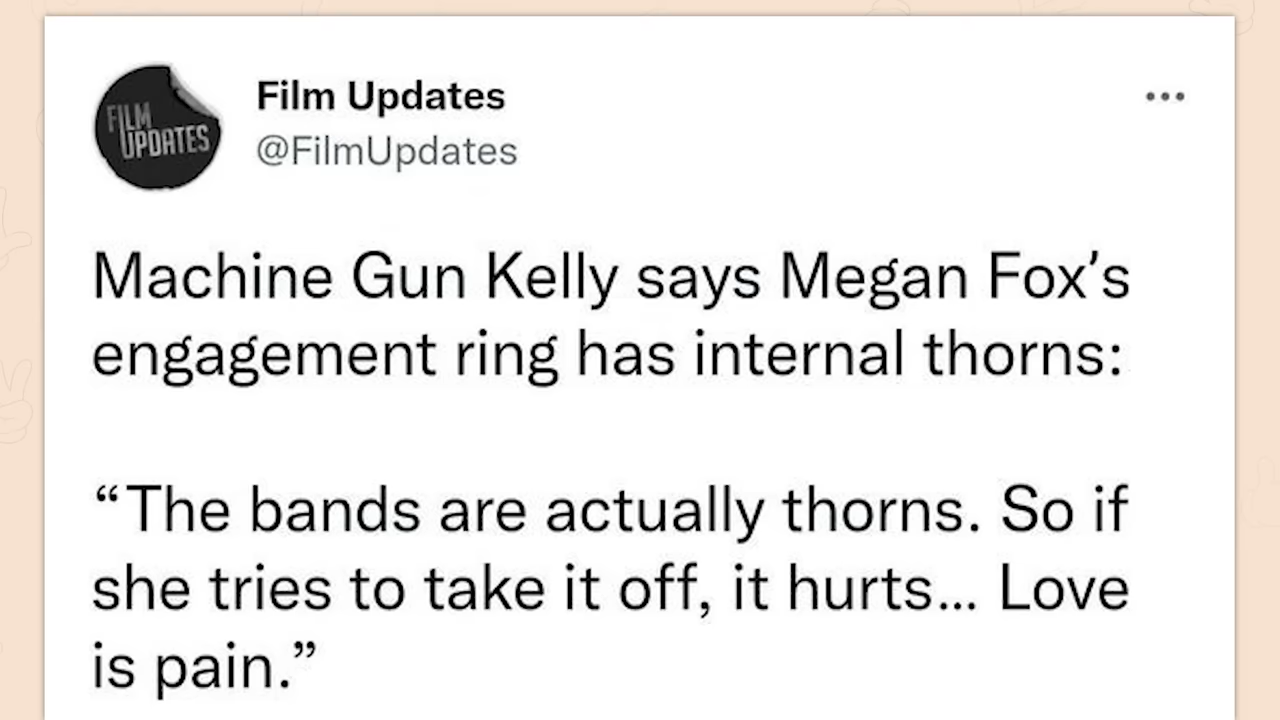 FILM
UPDATES
Film Updates
@FilmUpdates
Machine Gun Kelly says Megan Fox’s
engagement ring has internal thorns:
“The bands are actually thorns. So if
she tries to take it off, it hurts... Love
is pain.”